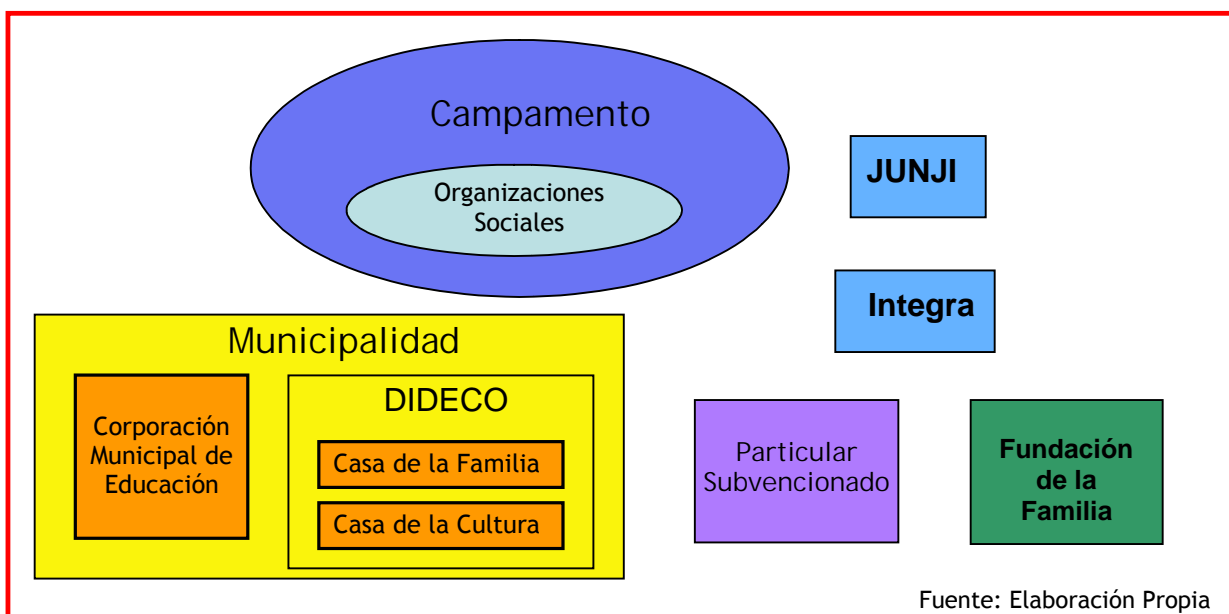 Campamento
Organizaciones
Sociales
JUNJI
Integra
Municipalidad
Corporación
Municipal de
Educación
DIDECO
Casa de la Familia
Casa de la Cultura
Particular
Subvencionado
Fundación
de la
Familia
Fuente: Elaboración Propia